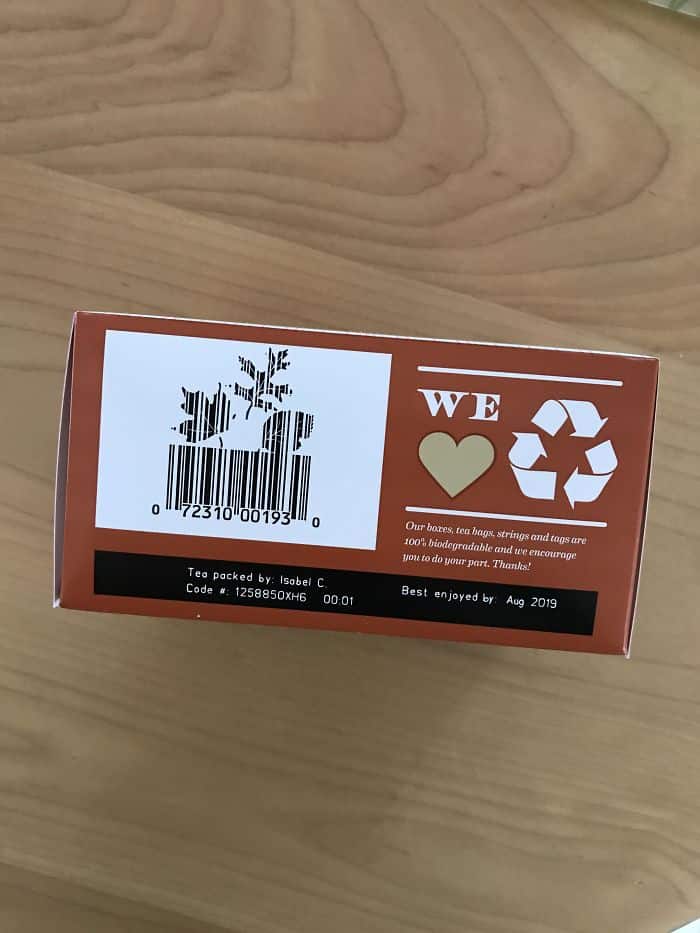 0 72310 00193 0
WE
Our boxes, tea bags, strings and tags are
100% biodegradable and we encourage
you to do your part. Thanks!
Tea packed by: Isabel C.
Code #: 1258850XH6 00:01
Best enjoyed by: Aug 2019